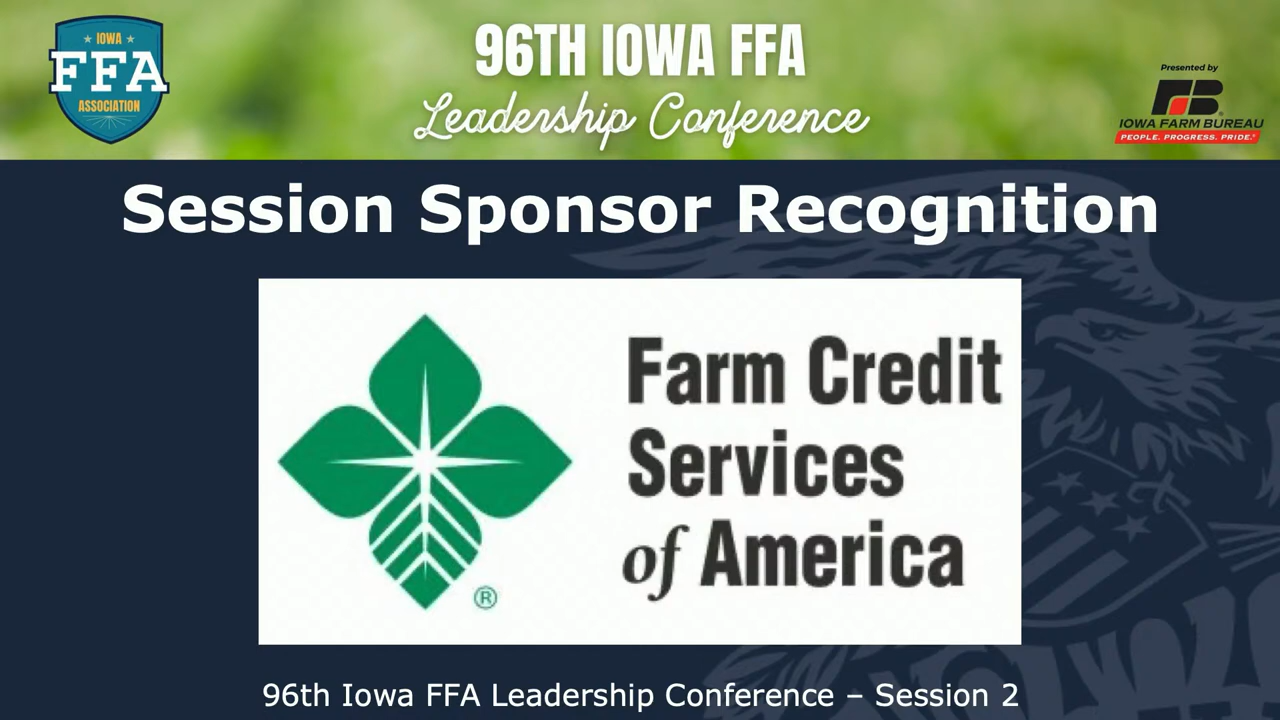 IOWA
FFA
ASSOCIATION
96TH IOWA FFA
Leadership Conference
Presented by
FB
IOWA FARM BUREAU
PEOPLE. PROGRESS. PRIDE.®
Session Sponsor Recognition
Farm Credit
Services
of America
®
96th Iowa FFA Leadership Conference – Session 2